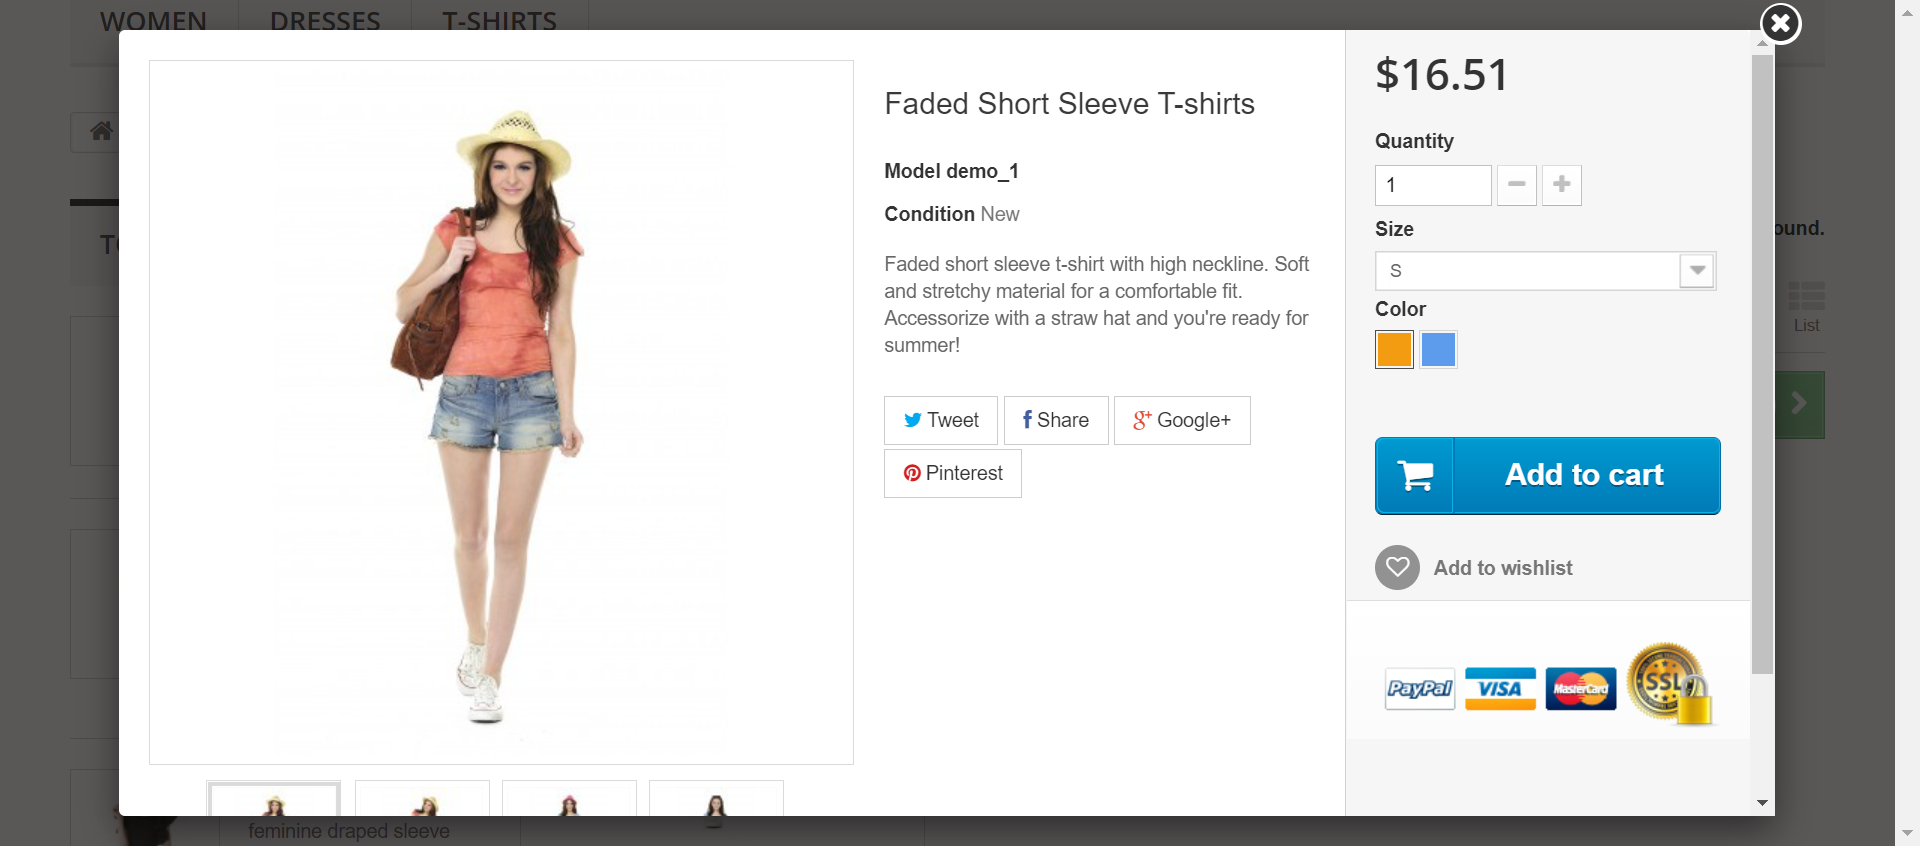 WOMEN
DRESSES
T-SHIRTS
Faded Short Sleeve T-shirts
Model demo_1
Condition New
Faded short sleeve t-shirt with high neckline. Soft
and stretchy material for a comfortable fit.
Accessorize with a straw hat and you're ready for
summer!
Tweet
Share
Google+
Pinterest
$16.51
Quantity
1
Size
S
Color
Add to cart
Add to wishlist
PayPal
VISA
MasterCard
SSL
List
feminine draped sleeve